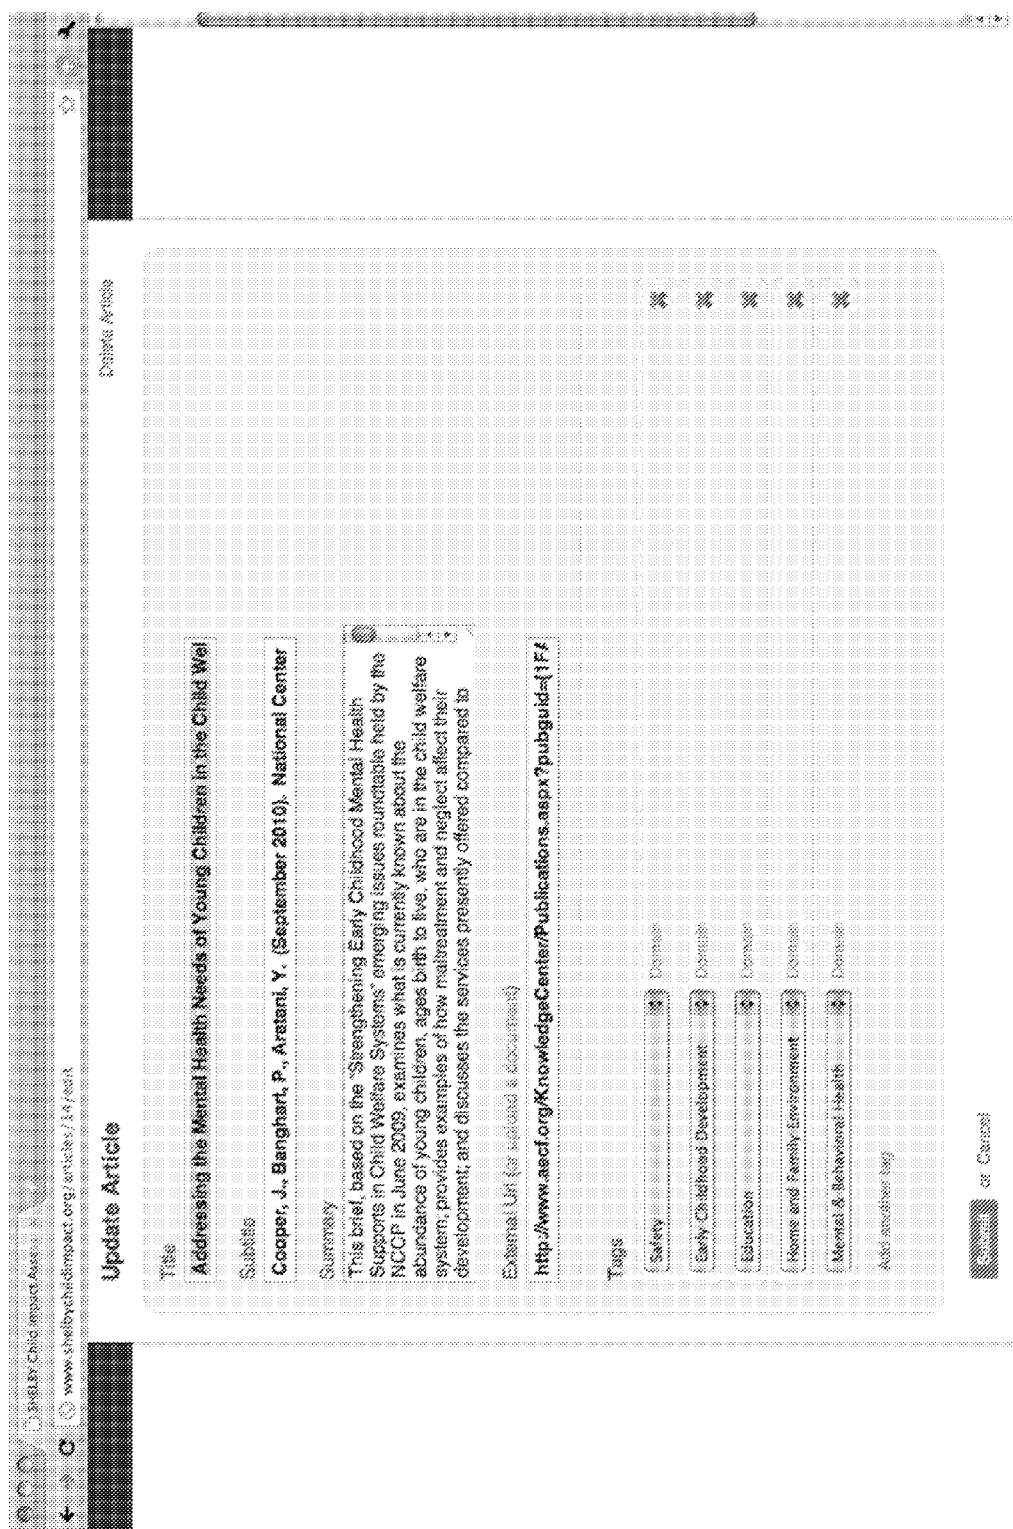 SHELBY Child Impact Asse
www.shelbychildimpact.org/articles/14/edit
Update Article
Delete Article
Title
Addressing the Mental Health Needs of Young Children in the Child Wel
Subtitle
Cooper, J., Banghart, P., Aratani, Y. (September 2010). National Center
Summary
This brief, based on the "Strengthening Early Childhood Mental Health
Supports in Child Welfare Systems" emerging issues roundtable held by the
NCCP in June 2009, examines what is currently known about the
abundance of young children, ages birth to five, who are in the child welfare
system; provides examples of how maltreatment and neglect affect their
development; and discusses the services presently offered compared to
External Url (or upload a document)
http://www.aecf.org/KnowledgeCenter/Publications.aspx?pubguid={1FA
Tags
Safety Domain
Early Childhood Development Domain
Education Domain
Home and Family Environment Domain
Mental & Behavioral Health Domain
Add another tag
or Cancel